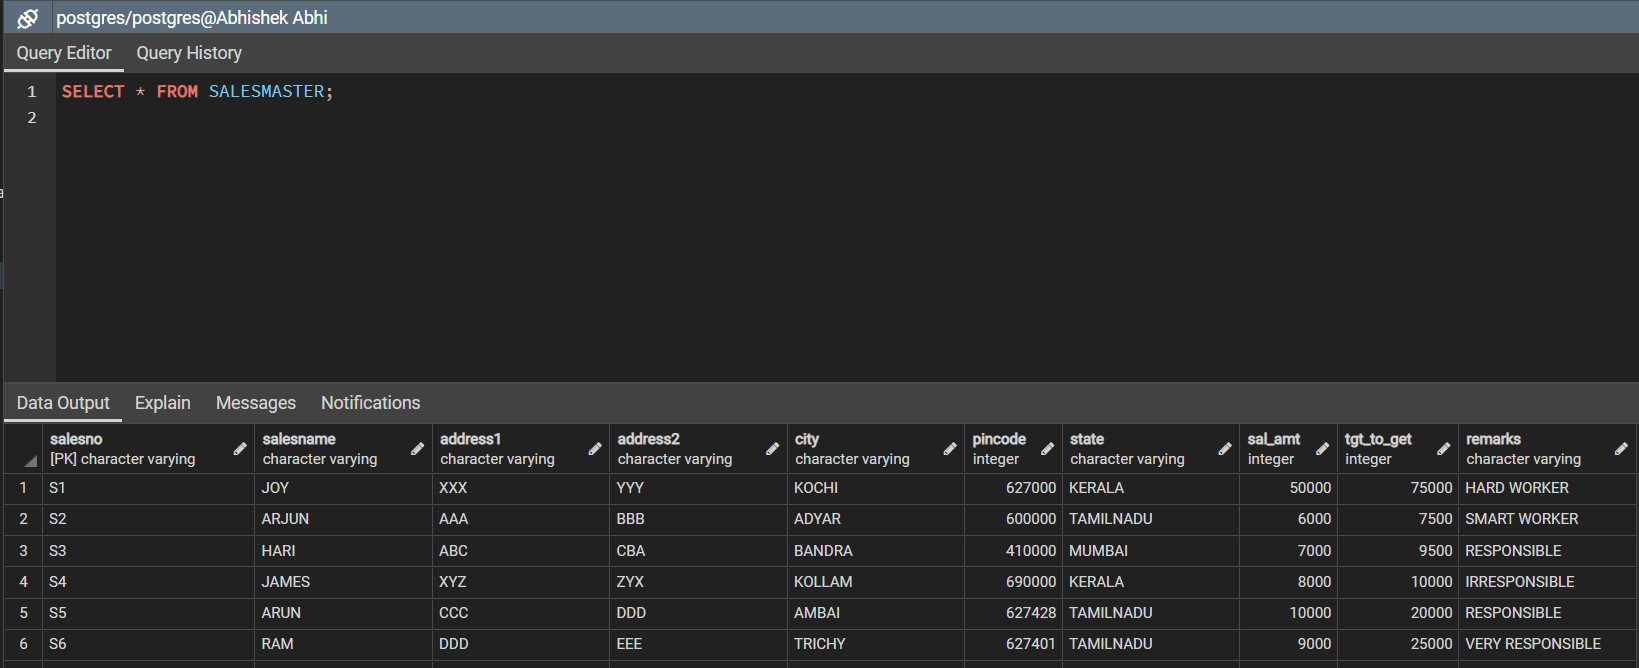 postgres/postgres@Abhishek Abhi
Query Editor Query History
1 SELECT * FROM SALESMASTER;
2
a
Data Output Explain Messages Notifications
salesno salesname address1 address2 city pincode state sal_amt tgt_to_get remarks
[PK] character varying character varying character varying character varying character varying integer character varying integer integer character varying
1 S1 JOY XXX YYY KOCHI 627000 KERALA 50000 75000 HARD WORKER
2 S2 ARJUN AAA BBB ADYAR 600000 TAMILNADU 6000 7500 SMART WORKER
3 S3 HARI ABC CBA BANDRA 410000 MUMBAI 7000 9500 RESPONSIBLE
4 S4 JAMES XYZ ZYX KOLLAM 690000 KERALA 8000 10000 IRRESPONSIBLE
5 S5 ARUN CCC DDD AMBAI 627428 TAMILNADU 10000 20000 RESPONSIBLE
6 S6 RAM DDD EEE TRICHY 627401 TAMILNADU 9000 25000 VERY RESPONSIBLE